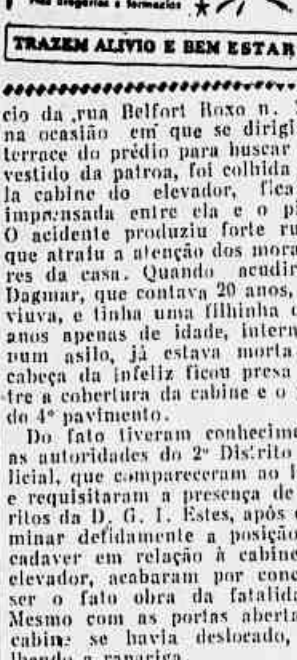 nas drogarias e farmacias
TRAZEM ALIVIO E BEM ESTAR
cio da rua Belfort Roxo n.
na ocasião em que se dirigi
terrace do prédio para buscar
vestido da patroa, foi colhida
la cabine do elevador, fica
imprensada entre ela e o pi
O acidente produziu forte ru
que atraiu a atenção dos mora
res da casa. Quando acudir
Dagmar, que contava 20 anos,
viuva, e tinha uma filhinha
anos apenas de idade, intern
num asilo, já estava morta
cabeça da infeliz ficou presa
tre a cobertura da cabine e o
do 4º pavimento.
Do fato tiveram conhecime
as autoridades do 2º Distrito
licial, que compareceram ao l
e requisitaram a presença de
ritos da D. G. I. Estes, após
minar detidamente a posição
cadaver em relação à cabine
elevador, acabaram por conc
ser o fato obra da fatalida
Mesmo com as portas aberta
cabine se havia deslocado,
lhendo a rapariga.